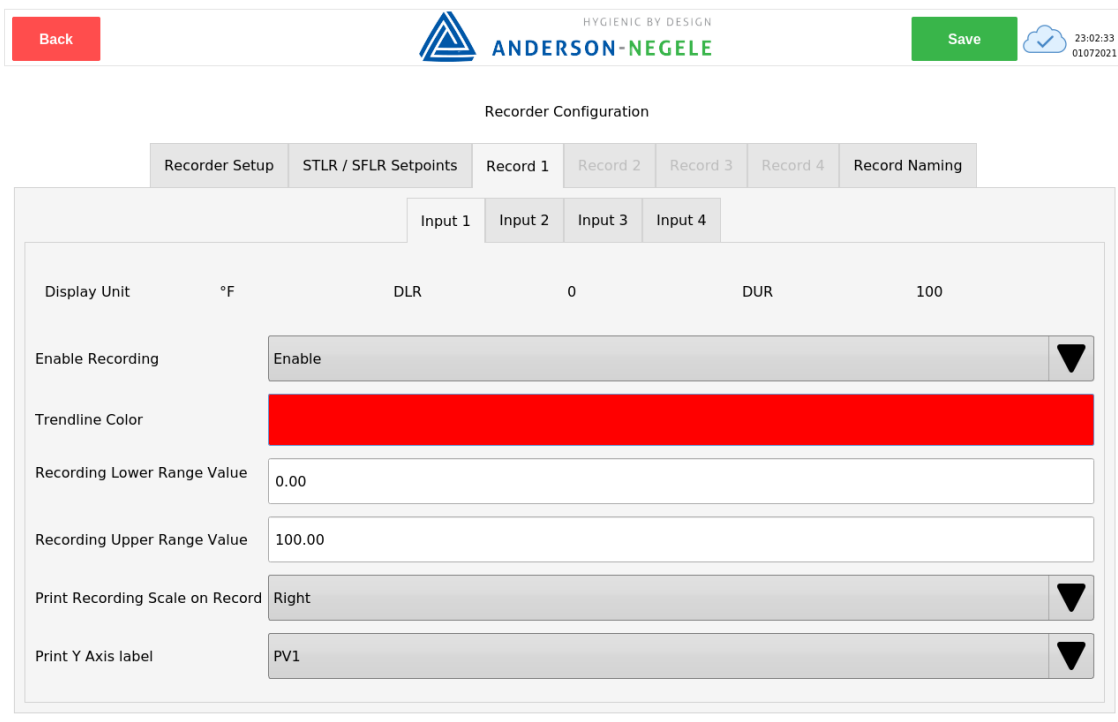 Back
HYGIENIC BY DESIGN
ANDERSON-NEGELE
Save
23:02:33
01072021
Recorder Configuration
Recorder Setup STLR / SFLR Setpoints Record 1 Record 2 Record 3 Record 4 Record Naming
Input 1 Input 2 Input 3 Input 4
Display Unit °F DLR 0 DUR 100
Enable Recording Enable
Trendline Color
Recording Lower Range Value 0.00
Recording Upper Range Value 100.00
Print Recording Scale on Record Right
Print Y Axis label PV1